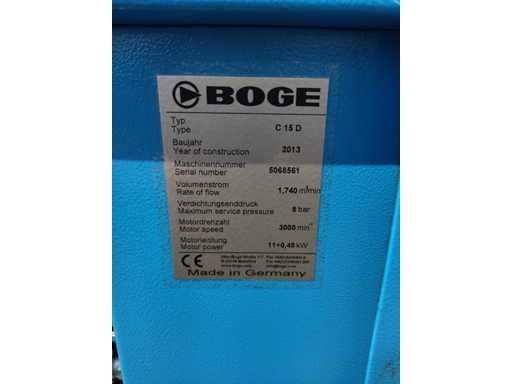 BOGE
Typ
Type C 15 D
Baujahr
Year of construction 2013
Maschinennummer
Serial number 5068561
Volumenstrom
Rate of flow 1,740 m³/min
Verdichtungsenddruck
Maximum service pressure 8 bar
Motordrehzahl
Motor speed 3000 min⁻¹
Motorleistung
Motor power 11+0,48 kW
CE
Made in Germany